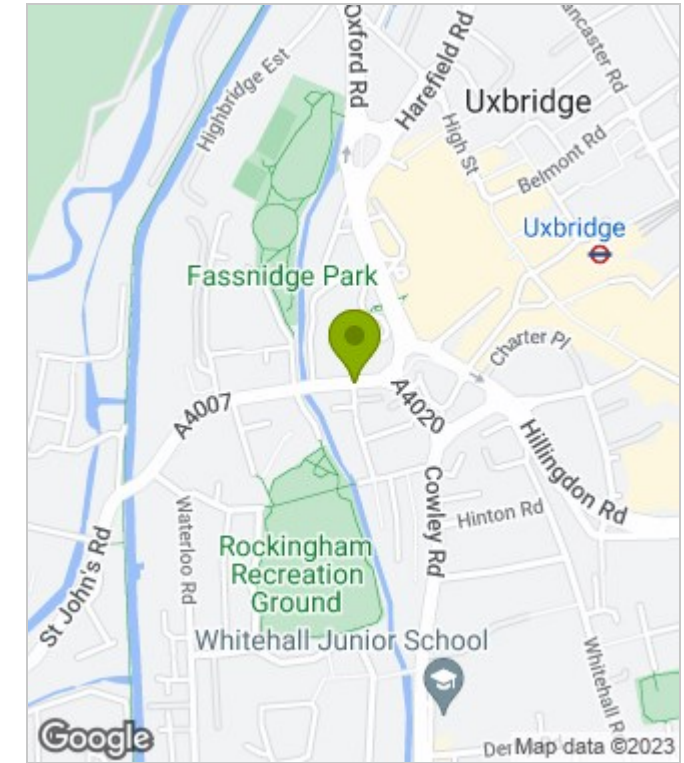 Oxford Rd
Harefield Rd
Highbridge Est
ancaster Rd
Uxbridge
High St
Belmont Rd
Uxbridge
Fassnidge Park
Charter Pl
A4007
A4020
Hillingdon Rd
Cowley Rd
Hinton Rd
Waterloo Rd
Rockingham
Recreation
Ground
St John's Rd
Whitehall Junior School
Whitehall R
Google
Der
Map data ©2023